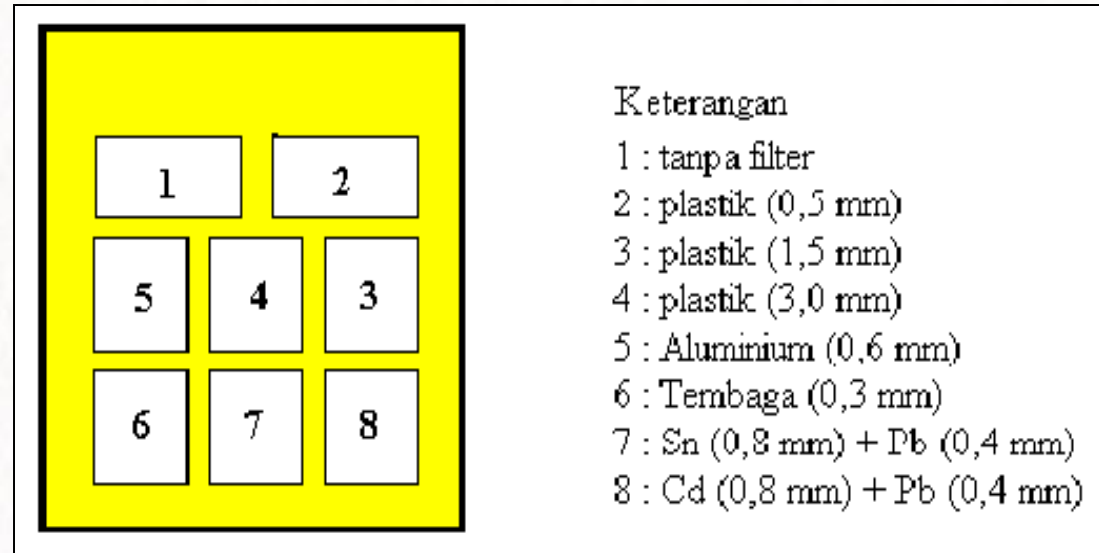 1 2
5 4 3
6 7 8
Keterangan
1 : tanpa filter
2 : plastik (0,5 mm)
3 : plastik (1,5 mm)
4 : plastik (3,0 mm)
5 : Aluminium (0,6 mm)
6 : Tembaga (0,3 mm)
7 : Sn (0,8 mm) + Pb (0,4 mm)
8 : Cd (0,8 mm) + Pb (0,4 mm)